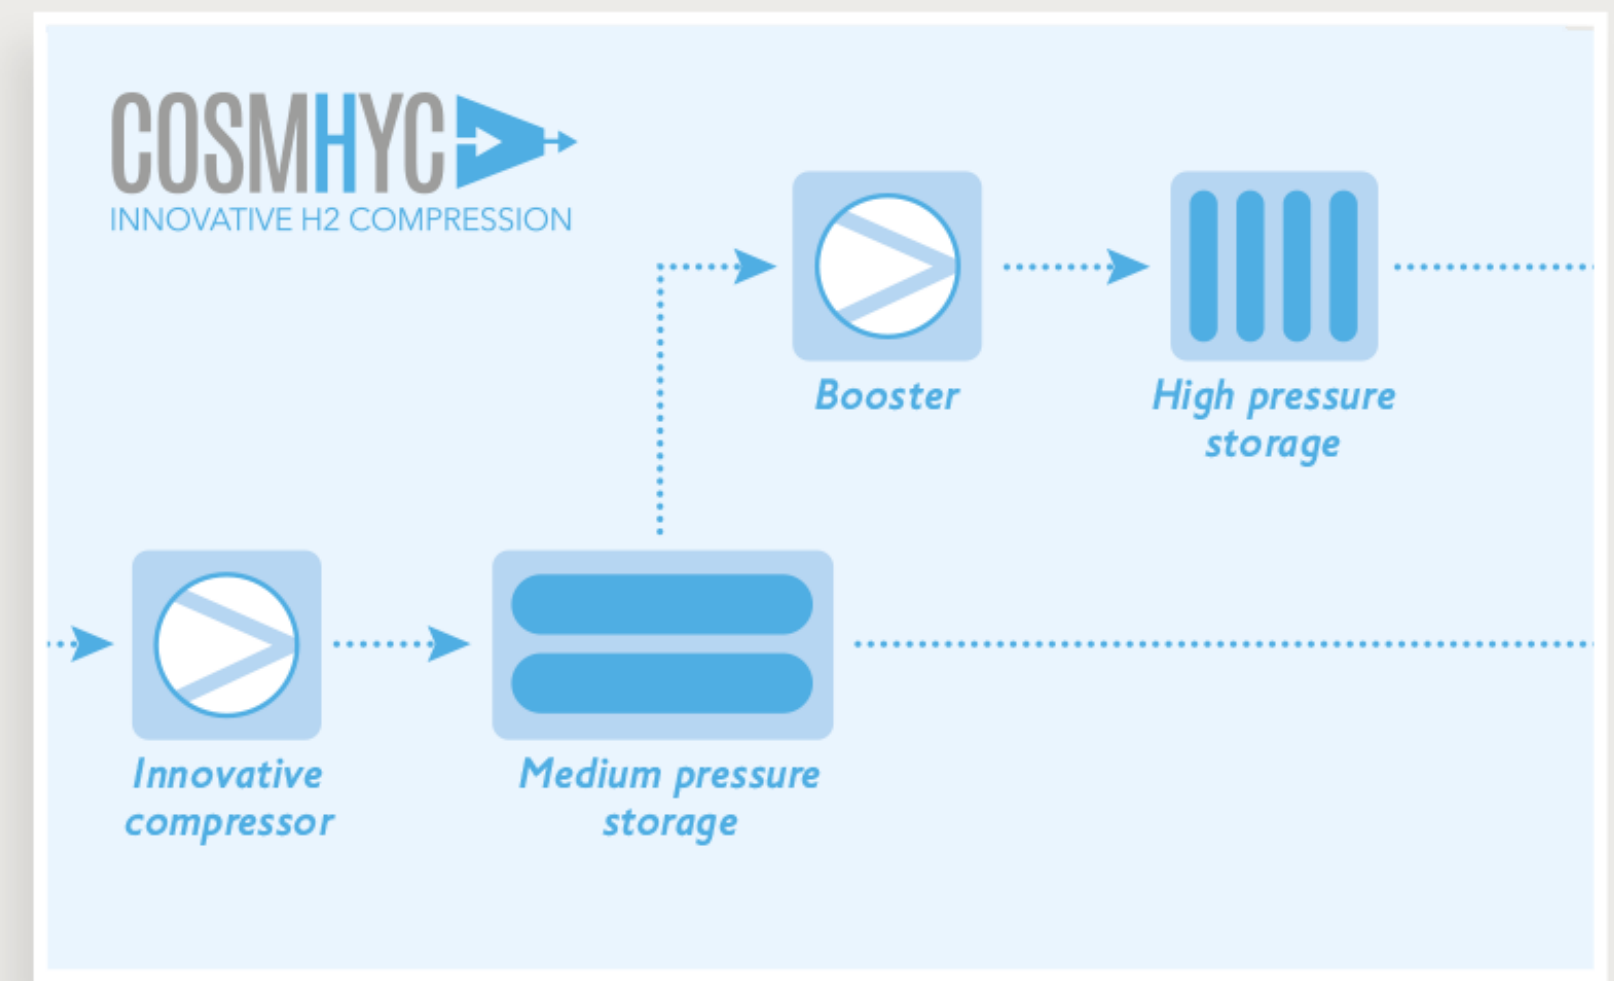 COSMHYC
INNOVATIVE H2 COMPRESSION
Booster
High pressure
storage
Innovative
compressor
Medium pressure
storage